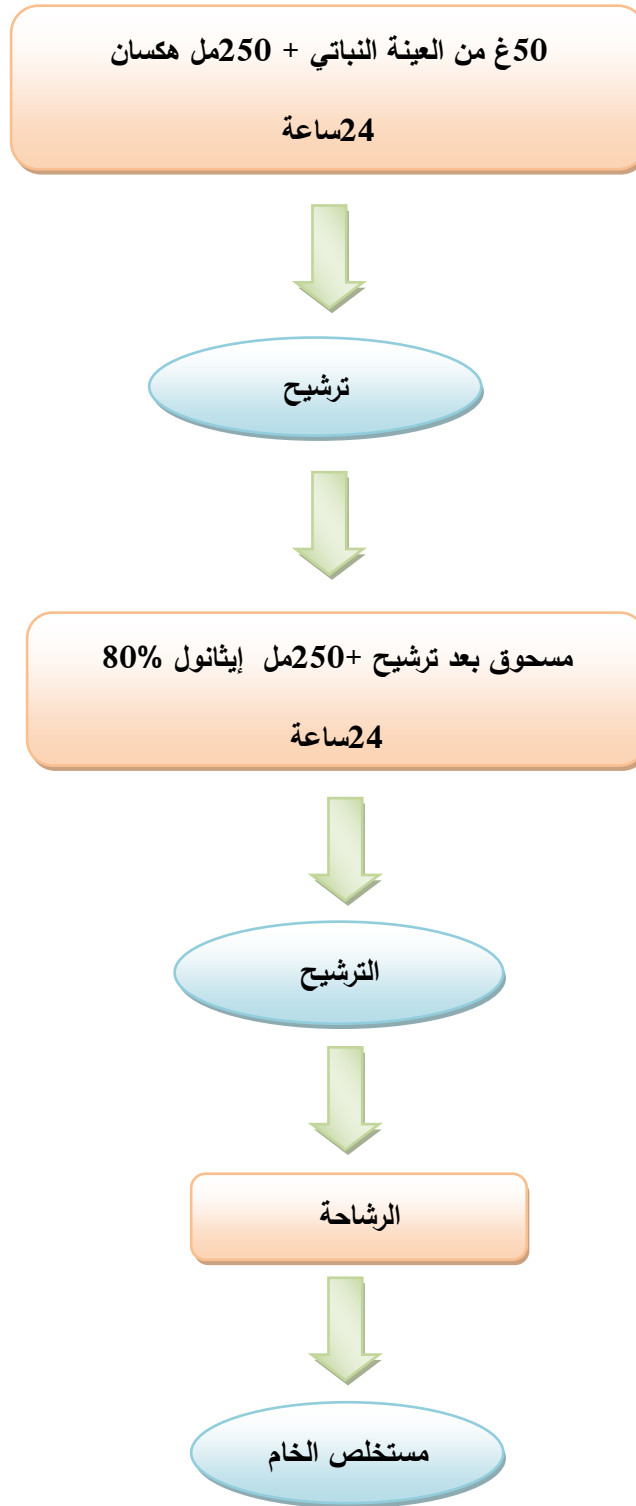 50غ من العينة النباتي + 250مل هكسان
24ساعة
ترشيح
مسحوق بعد ترشيح +250مل إيثانول 80%
24ساعة
الترشيح
الرشاحة
مستخلص الخام